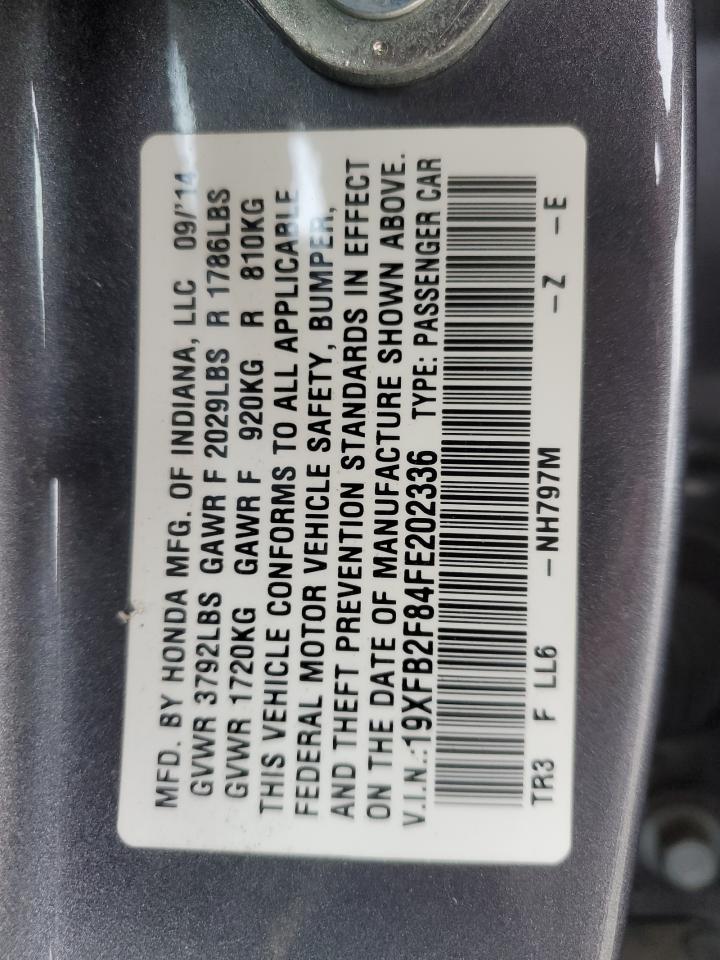 MFD. BY HONDA MFG. OF INDIANA, LLC 09/'14
GVWR 3792LBS GAWR F 2029LBS R 1786LBS
GVWR 1720KG GAWR F 920KG R 810KG
THIS VEHICLE CONFORMS TO ALL APPLICABLE
FEDERAL MOTOR VEHICLE SAFETY, BUMPER,
AND THEFT PREVENTION STANDARDS IN EFFECT
ON THE DATE OF MANUFACTURE SHOWN ABOVE.
V.I.N.:19XFB2F84FE202336 TYPE: PASSENGER CAR
TR3 F LL6 -NH797M -Z -E